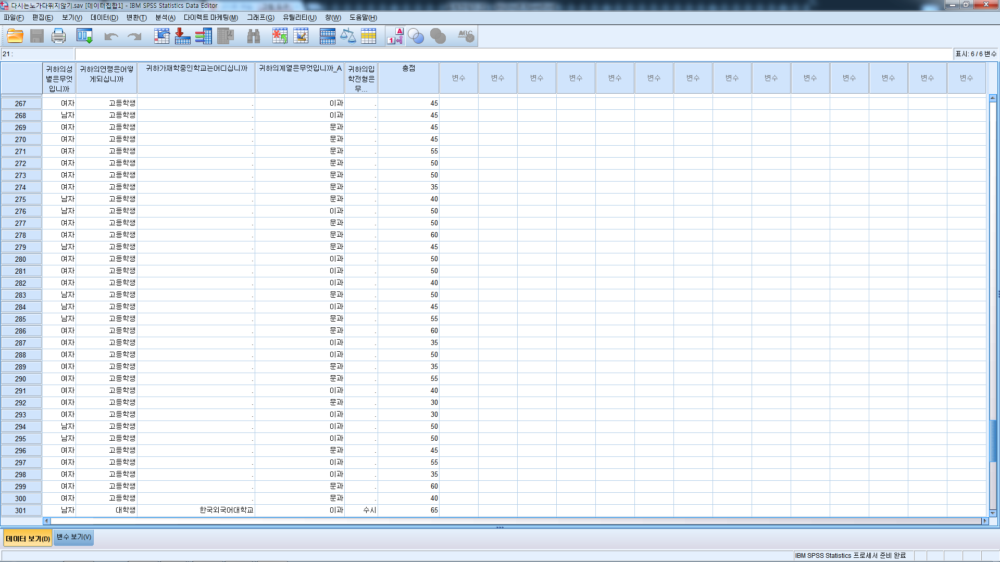 다시는노가다뛰지않기.sav [데이터집합1] - IBM SPSS Statistics Data Editor
파일(F) 편집(E) 보기(V) 데이터(D) 변환(T) 분석(A) 다이렉트 마케팅(M) 그래프(G) 유틸리티(U) 창(W) 도움말(H)
21 :
표시: 6 / 6 변수
귀하의성별은무엇입니까 귀하의연령은어떻게되십니까 귀하가재학중인학교는어디십니까 귀하의계열은무엇입니까_A 귀하의입학전형은무... 총점 변수 변수 변수 변수 변수 변수 변수 변수 변수 변수 변수 변수 변수 변수
267 여자 고등학생 . 이과 . 45
268 남자 고등학생 . 이과 . 45
269 여자 고등학생 . 문과 . 45
270 여자 고등학생 . 문과 . 45
271 여자 고등학생 . 문과 . 55
272 여자 고등학생 . 문과 . 50
273 여자 고등학생 . 문과 . 50
274 여자 고등학생 . 문과 . 35
275 남자 고등학생 . 문과 . 40
276 남자 고등학생 . 이과 . 50
277 여자 고등학생 . 문과 . 50
278 여자 고등학생 . 문과 . 60
279 남자 고등학생 . 문과 . 45
280 여자 고등학생 . 이과 . 50
281 여자 고등학생 . 이과 . 50
282 여자 고등학생 . 이과 . 40
283 남자 고등학생 . 문과 . 50
284 남자 고등학생 . 이과 . 45
285 남자 고등학생 . 문과 . 55
286 여자 고등학생 . 문과 . 60
287 여자 고등학생 . 이과 . 35
288 여자 고등학생 . 이과 . 50
289 여자 고등학생 . 문과 . 35
290 여자 고등학생 . 문과 . 55
291 여자 고등학생 . 이과 . 40
292 여자 고등학생 . 문과 . 30
293 여자 고등학생 . 이과 . 30
294 남자 고등학생 . 이과 . 50
295 남자 고등학생 . 이과 . 50
296 여자 고등학생 . 문과 . 45
297 여자 고등학생 . 이과 . 55
298 여자 고등학생 . 이과 . 35
299 여자 고등학생 . 문과 . 60
300 여자 고등학생 . 문과 . 40
301 남자 대학생 한국외국어대학교 이과 수시 65
데이터 보기(D) 변수 보기(V)
IBM SPSS Statistics 프로세서 준비 완료